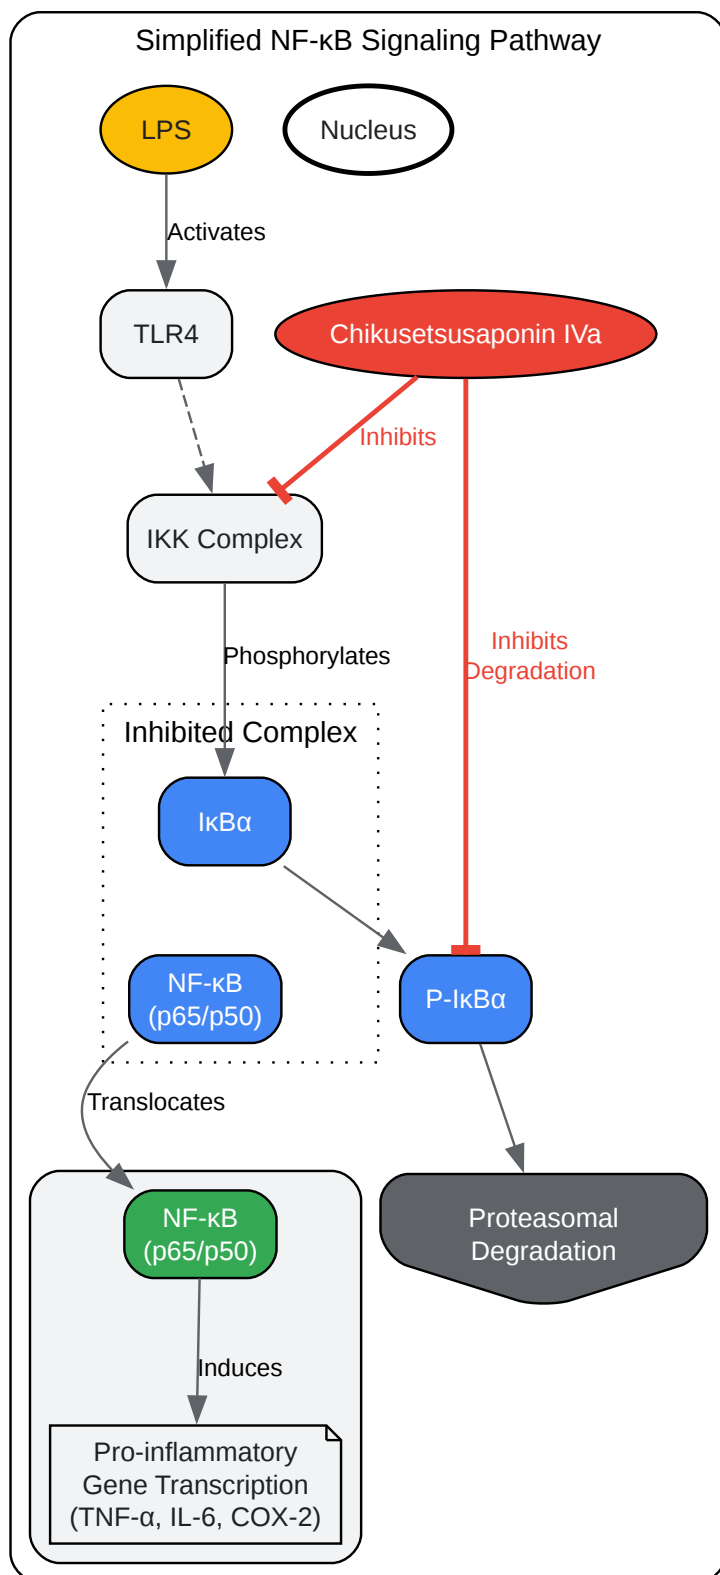 Simplified NF-κB Signaling Pathway
LPS
Nucleus
Activates
TLR4
Chikusetsusaponin IVa
Inhibits
IKK Complex
Phosphorylates
Inhibits
Degradation
Inhibited Complex
IκBα
NF-κB
(p65/p50)
P-IκBα
Translocates
NF-κB
(p65/p50)
Proteasomal
Degradation
Induces
Pro-inflammatory
Gene Transcription
(TNF-α, IL-6, COX-2)